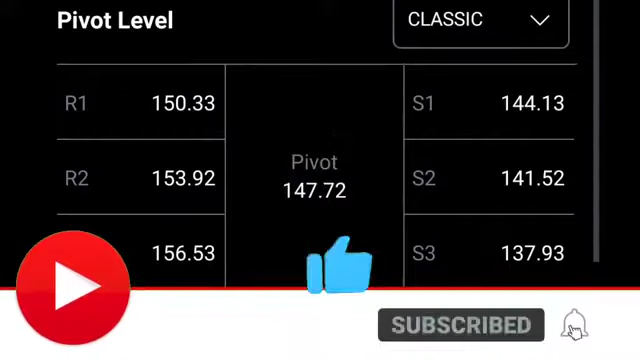 Pivot Level
CLASSIC
R1 150.33 S1 144.13
Pivot
147.72
R2 153.92 S2 141.52
156.53 S3 137.93
SUBSCRIBED